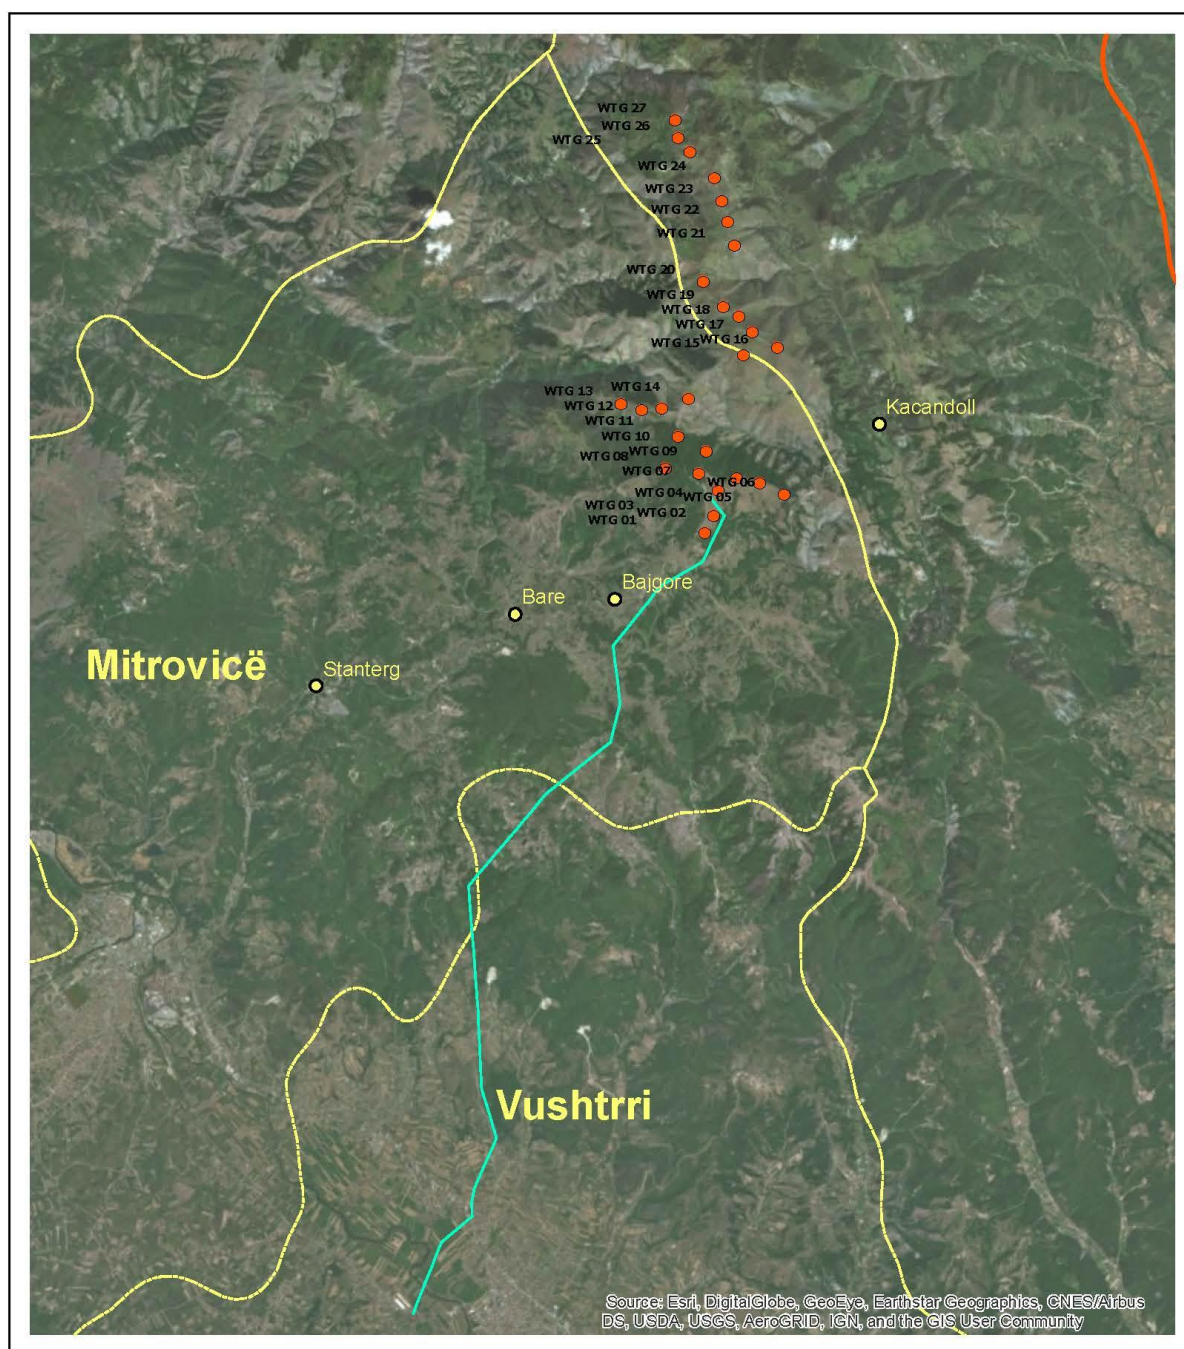 WTG 27
WTG 26
WTG 25
WTG 24
WTG 23
WTG 22
WTG 21
WTG 20
WTG 19
WTG 18
WTG 17
WTG 16
WTG 15
WTG 14
WTG 13
WTG 12
WTG 11
WTG 10
WTG 09
WTG 08
WTG 07
WTG 06
WTG 04
WTG 05
WTG 03
WTG 02
WTG 01
Kacandoll
Bajgore
Bare
Mitrovicë
Stanterg
Vushtrri
Source: Esri, DigitalGlobe, GeoEye, Earthstar Geographics, CNES/Airbus
DS, USDA, USGS, AeroGRID, IGN, and the GIS User Community